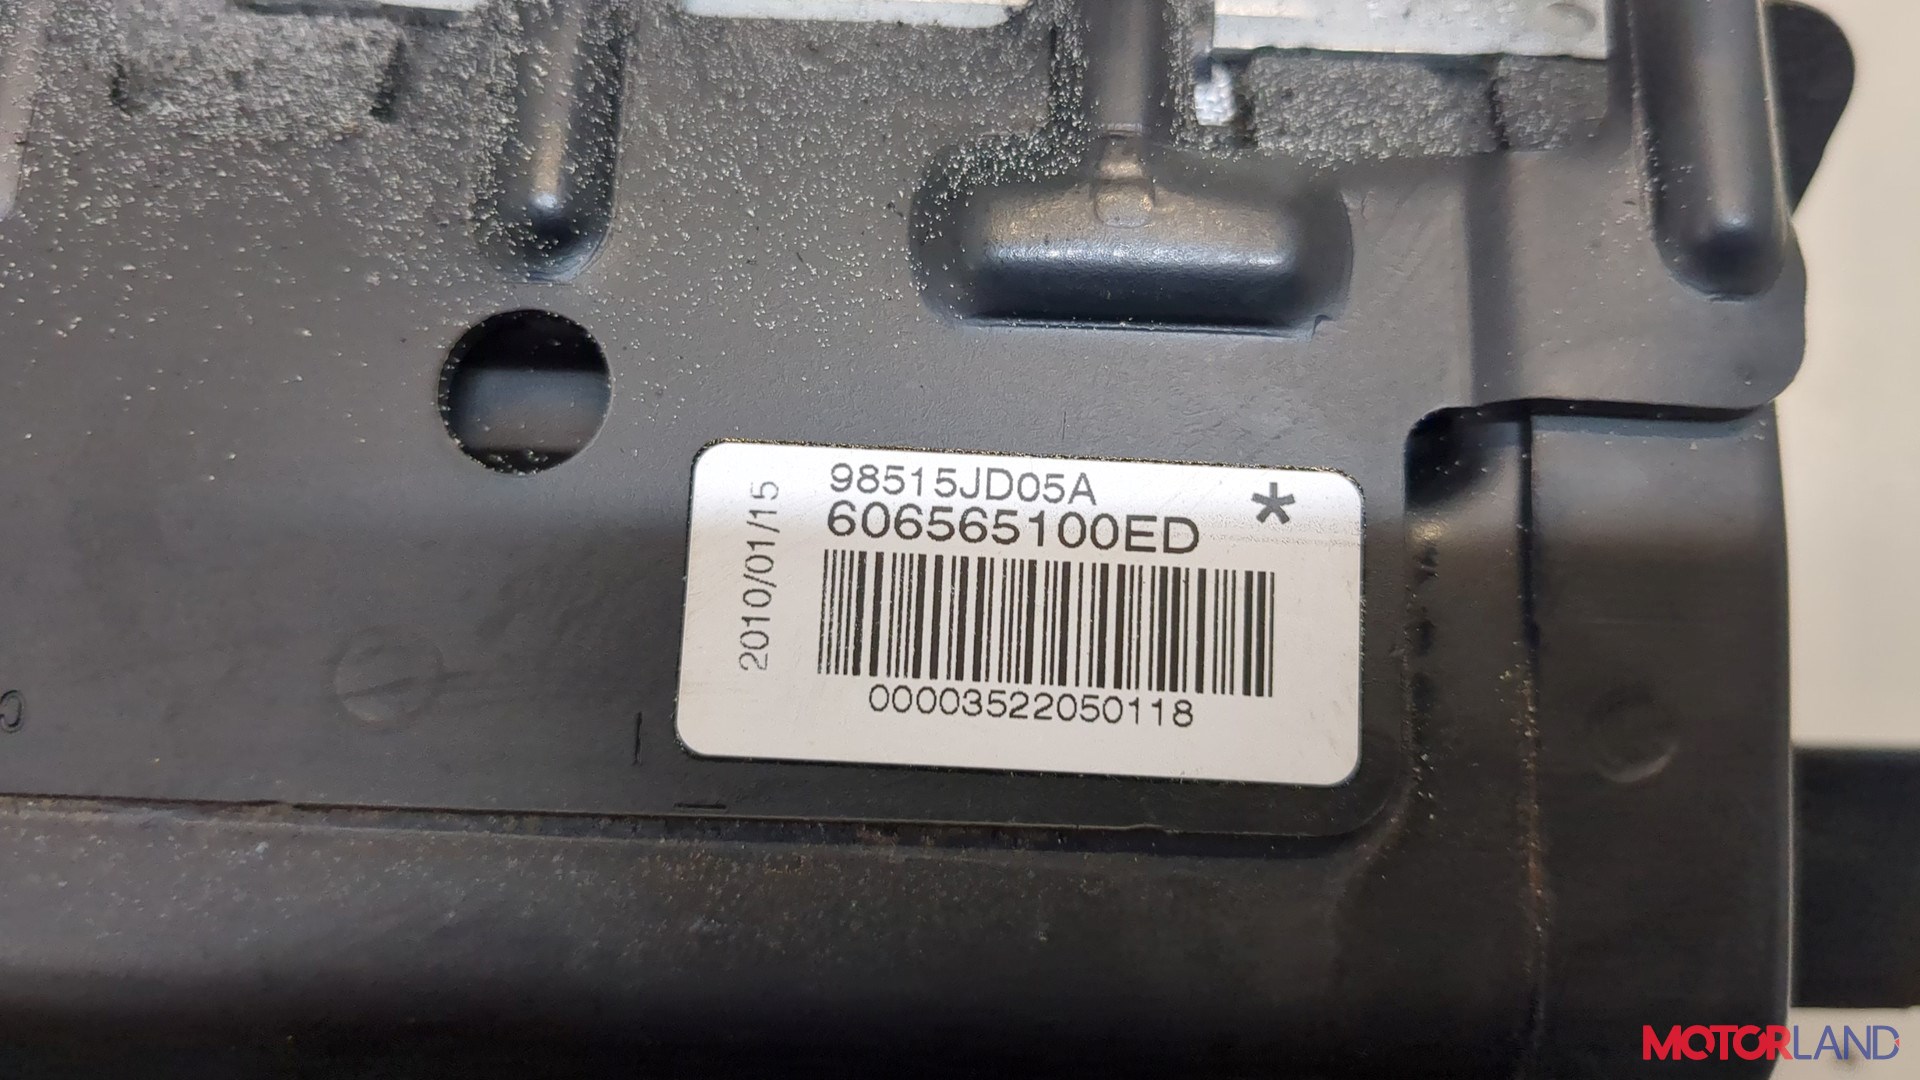 98515JD05A
606565100ED
*
2010/01/15
00003522050118
C
MOTORLAND